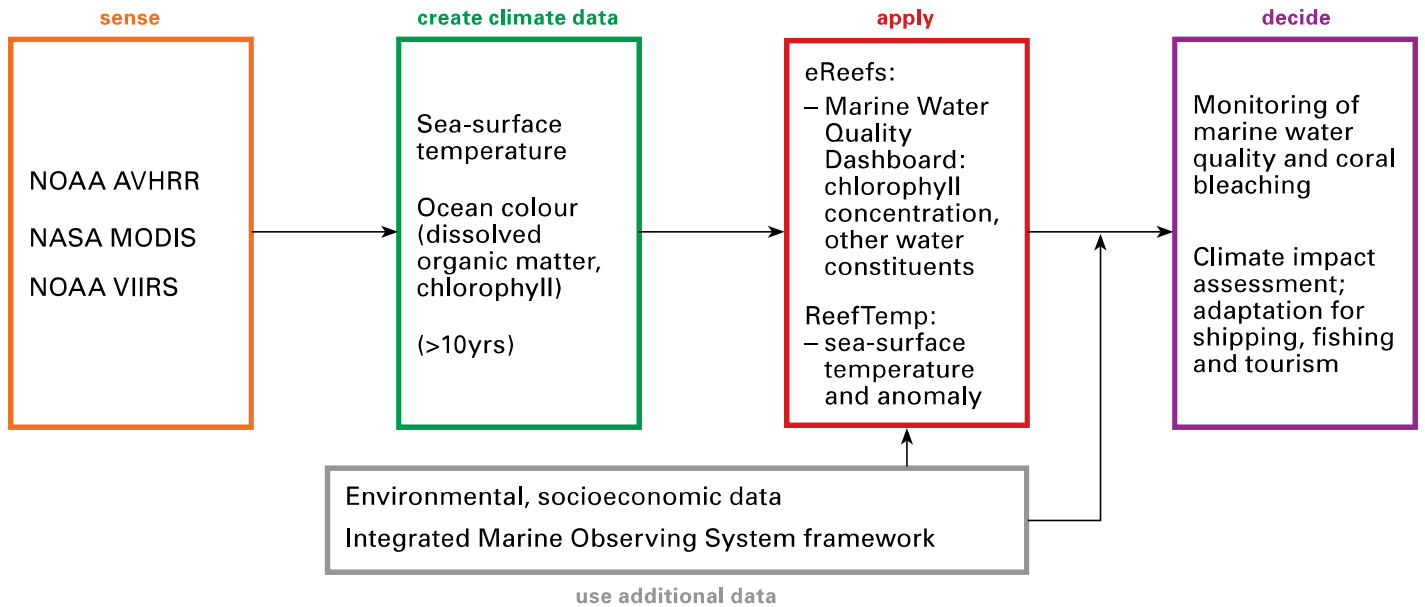 sense
NOAA AVHRR
NASA MODIS
NOAA VIIRS
create climate data
Sea-surface
temperature
Ocean colour
(dissolved
organic matter,
chlorophyll)
(>10yrs)
apply
eReefs:
– Marine Water
Quality
Dashboard:
chlorophyll
concentration,
other water
constituents
ReefTemp:
– sea-surface
temperature
and anomaly
decide
Monitoring of
marine water
quality and coral
bleaching
Climate impact
assessment;
adaptation for
shipping, fishing
and tourism
Environmental, socioeconomic data
Integrated Marine Observing System framework
use additional data